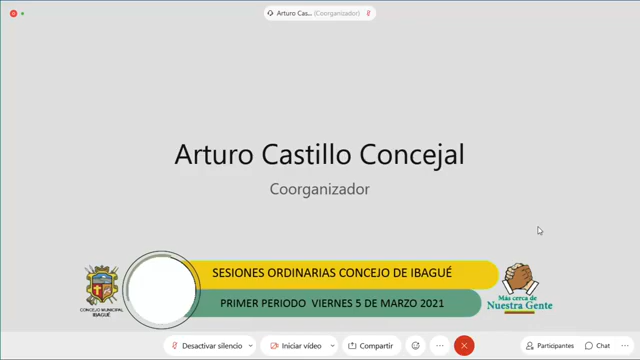 Arturo Cas... (Coorganizador)
Arturo Castillo Concejal
Coorganizador
SESIONES ORDINARIAS CONCEJO DE IBAGUÉ
PRIMER PERIODO VIERNES 5 DE MARZO 2021
CONCEJO MUNICIPAL
IBAGUÉ
Más cerca de
Nuestra Gente
Desactivar silencio
Iniciar vídeo
Compartir
Participantes
Chat